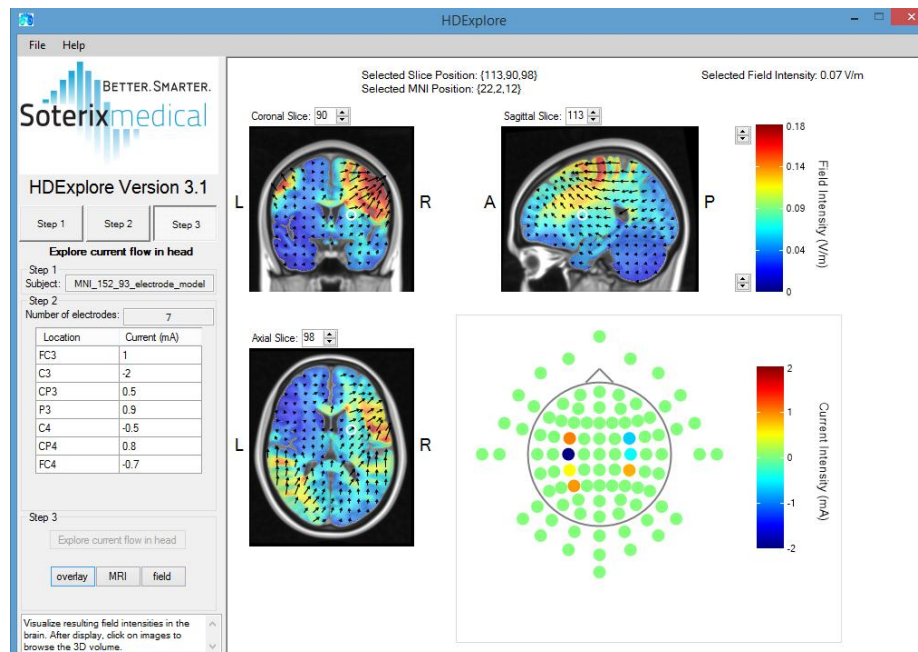 HDExplore
File Help
BETTER. SMARTER.
Soterixmedical
HDExplore Version 3.1
Step 1 Step 2 Step 3
Explore current flow in head
Step 1
Subject: MNI_152_93_electrode_model
Step 2
Number of electrodes: 7
Location Current (mA)
FC3 1
C3 -2
CP3 0.5
P3 0.9
C4 -0.5
CP4 0.8
FC4 -0.7
Step 3
Explore current flow in head
overlay MRI field
Visualize resulting field intensities in the
brain. After display, click on images to
browse the 3D volume.
Selected Slice Position: {113,90,98}
Selected MNI Position: {22,2,12}
Selected Field Intensity: 0.07 V/m
Coronal Slice: 90
L R
Sagittal Slice: 113
A P
0.18
0.14
0.09
0.04
0
Field Intensity (V/m)
Axial Slice: 98
L R
2
1
0
-1
-2
Current Intensity (mA)